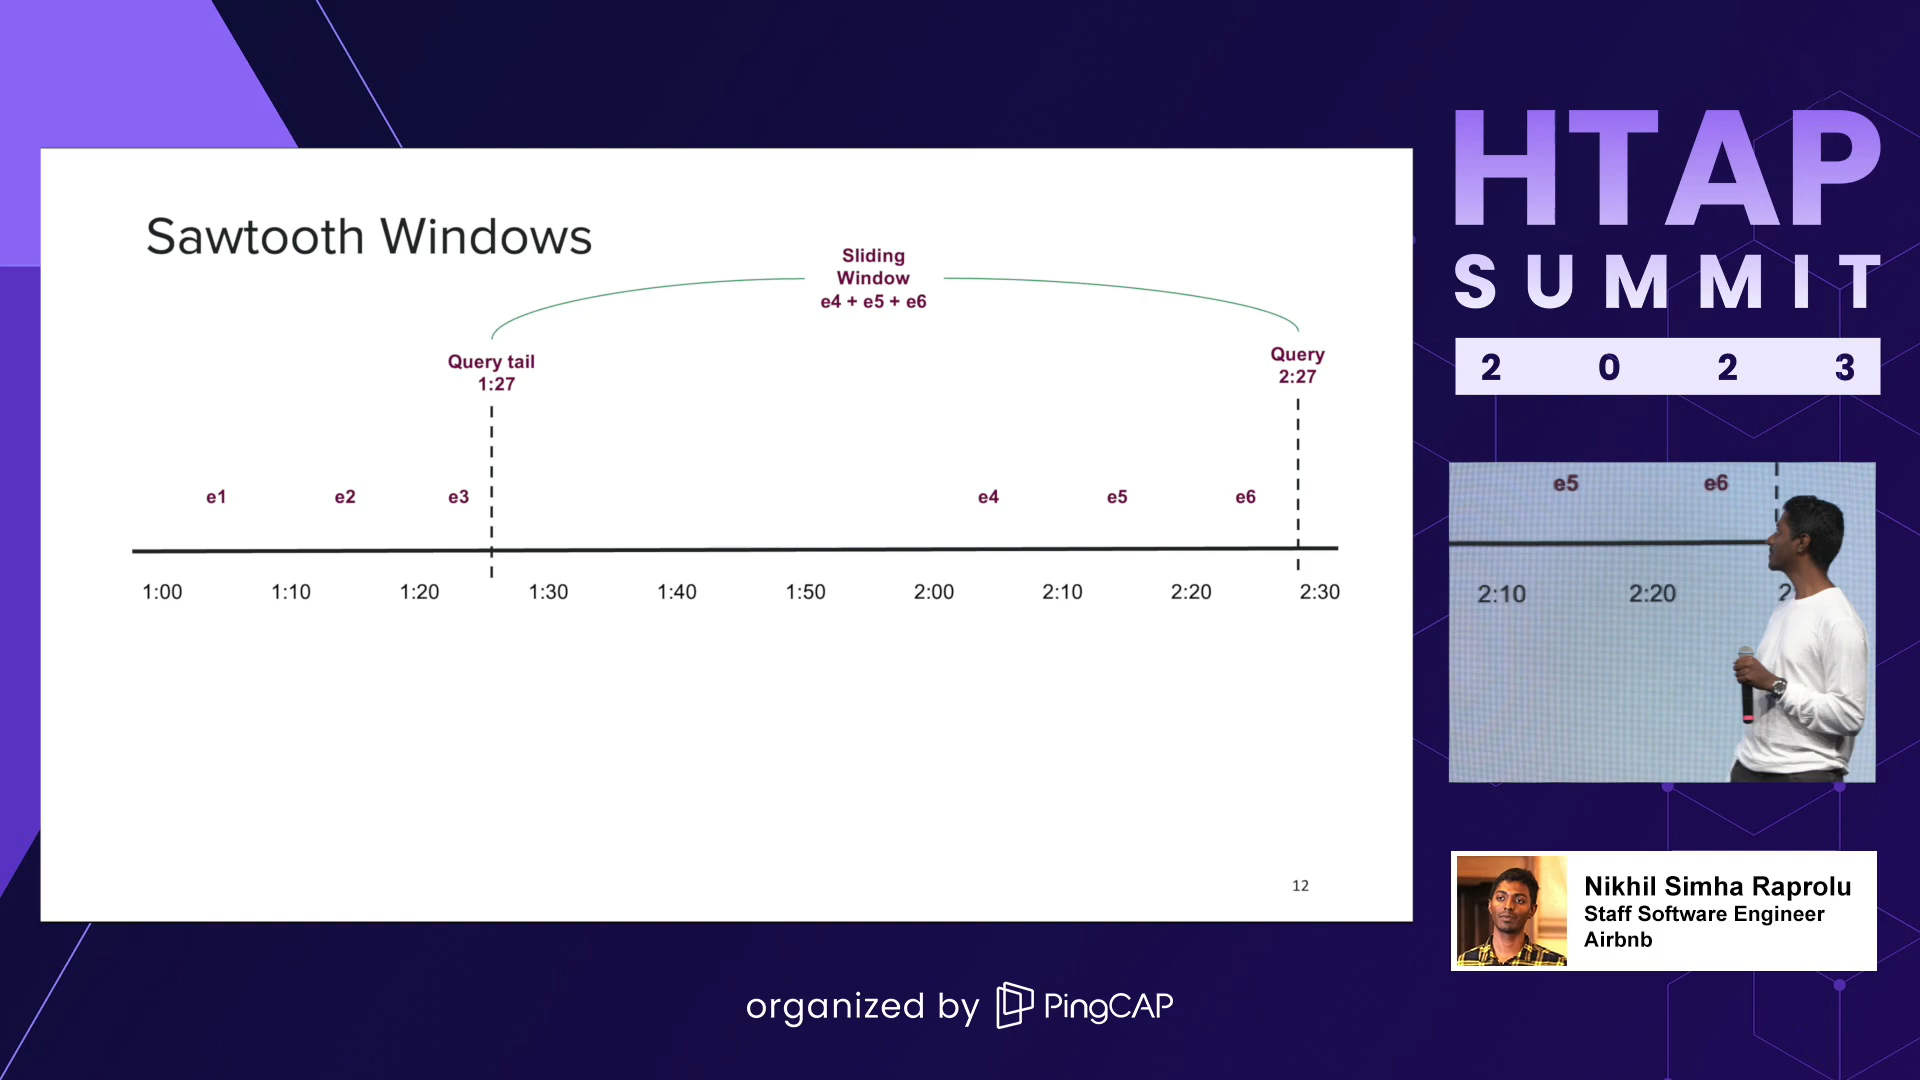 Sawtooth Windows
Sliding
Window
e4 + e5 + e6
Query tail
1:27
Query
2:27
e1 e2 e3 e4 e5 e6
1:00 1:10 1:20 1:30 1:40 1:50 2:00 2:10 2:20 2:30
12
HTAP
SUMMIT
2 0 2 3
e5 e6
2:10 2:20 2
Nikhil Simha Raprolu
Staff Software Engineer
Airbnb
organized by PingCAP